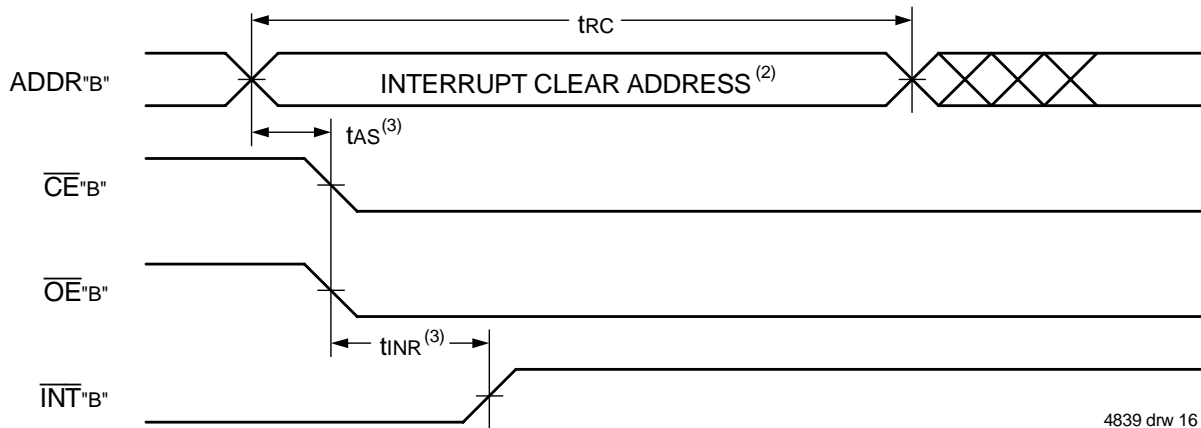 tRC
ADDR"B"
INTERRUPT CLEAR ADDRESS(2)
tAS(3)
CE"B"
OE"B"
tINR(3)
INT"B"
4839 drw 16